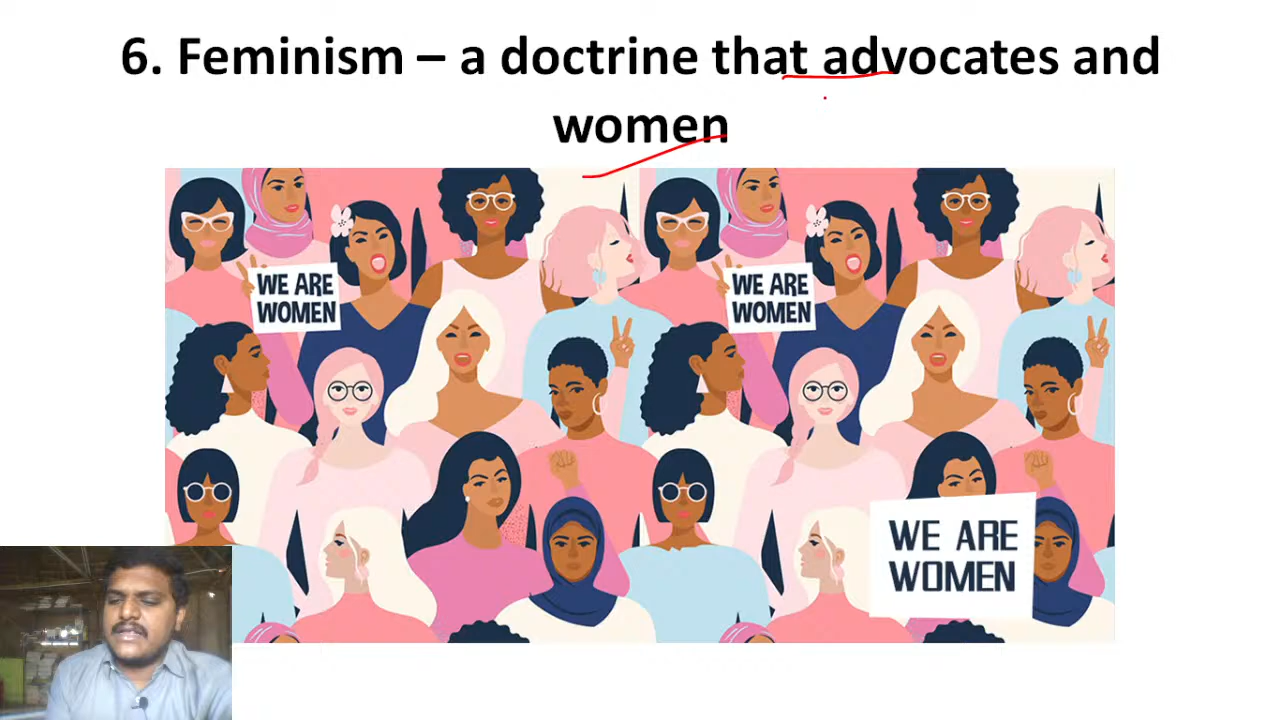 6. Feminism – a doctrine that advocates and
women
WE ARE
WOMEN
WE ARE
WOMEN
WE ARE
WOMEN